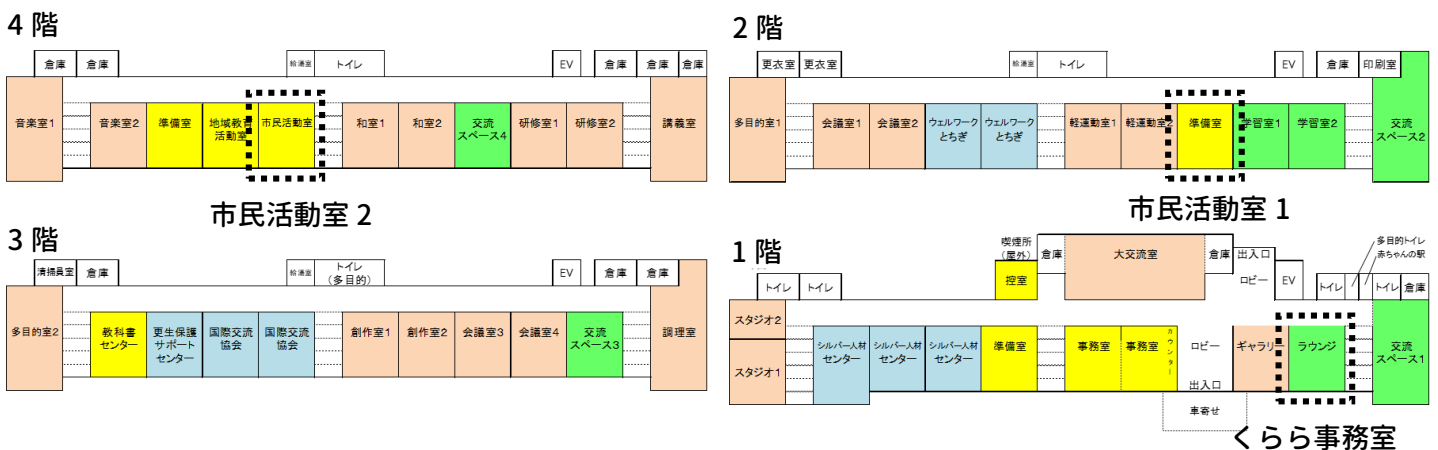 4 階
倉庫 倉庫 給湯室 トイレ EV 倉庫 倉庫 倉庫
音楽室1 音楽室2 準備室 地域教育 市民活動室 和室1 和室2 交流 研修室1 研修室2 講義室
活動室 スペース4
市民活動室 2
3 階
清掃員室 倉庫 給湯室 トイレ EV 倉庫 倉庫
(多目的)
多目的室2 教科書 更生保護 国際交流 国際交流 創作室1 創作室2 会議室3 会議室4 交流 調理室
センター サポート 協会 協会 スペース3
センター
2 階
更衣室 更衣室 給湯室 トイレ EV 倉庫 印刷室
多目的室1 会議室1 会議室2 ウェルワーク ウェルワーク 軽運動室1 軽運動室2 準備室 学習室1 学習室2 交流
とちぎ とちぎ スペース2
市民活動室 1
1 階
喫煙所
(屋外) 倉庫 大交流室 倉庫 出入口
多目的トイレ
赤ちゃんの駅
控室 ロビー EV
トイレ トイレ トイレ トイレ 倉庫
スタジオ2
スタジオ1
シルバー人材 シルバー人材 シルバー人材 準備室 事務室 事務室 カウンター ロビー ギャラリー ラウンジ 交流
センター センター センター スペース1
出入口
車寄せ
くらら事務室